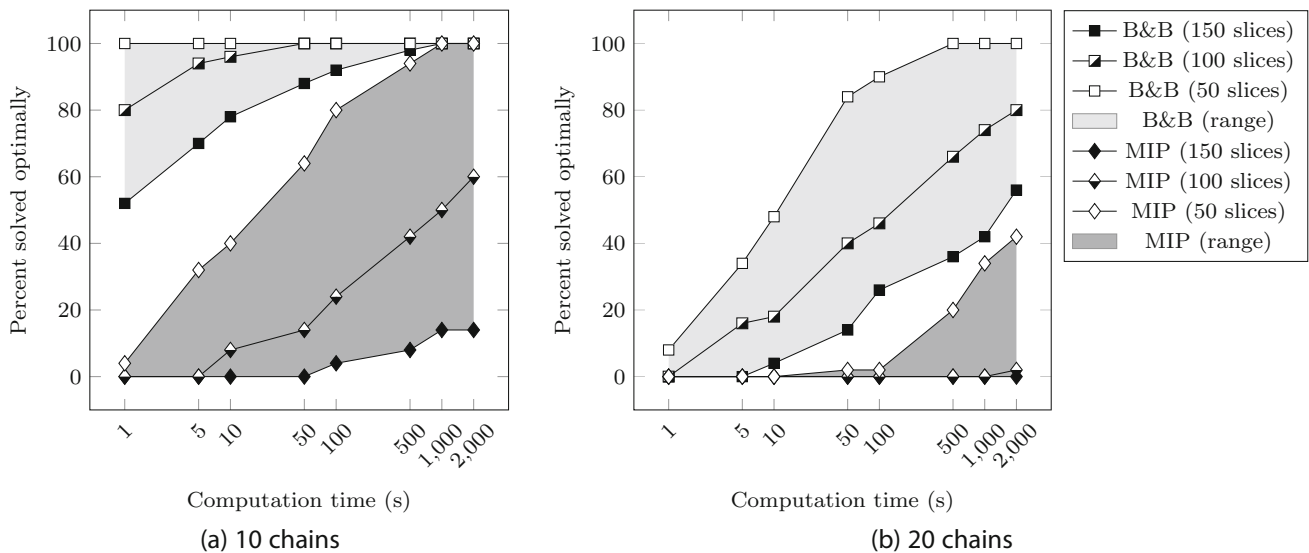 100
80
60
40
20
0
Percent solved optimally
1
5
10
50
100
500
1,000
2,000
Computation time (s)
(a) 10 chains
100
80
60
40
20
0
Percent solved optimally
1
5
10
50
100
500
1,000
2,000
Computation time (s)
(b) 20 chains
B&B (150 slices)
B&B (100 slices)
B&B (50 slices)
B&B (range)
MIP (150 slices)
MIP (100 slices)
MIP (50 slices)
MIP (range)